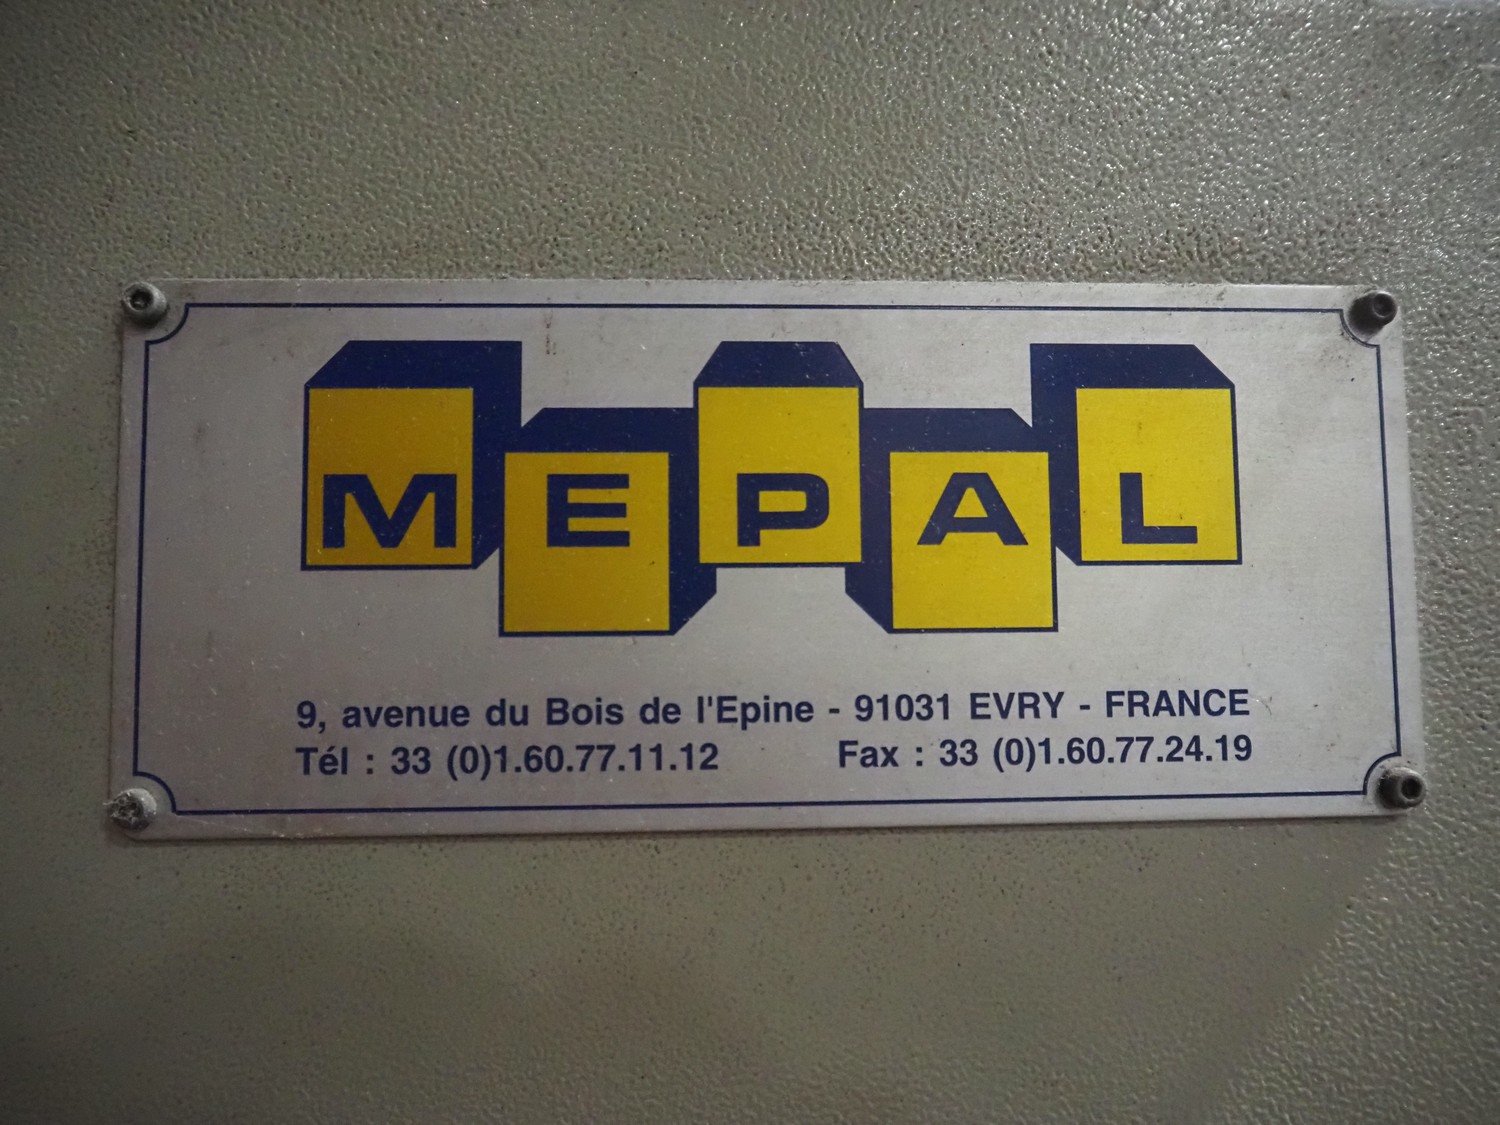 MEPAL
9, avenue du Bois de l'Epine - 91031 EVRY - FRANCE
Tél : 33 (0)1.60.77.11.12 Fax : 33 (0)1.60.77.24.19